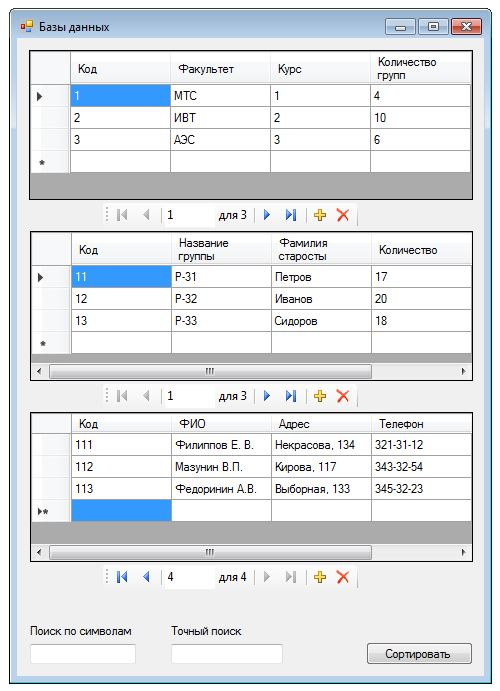 Базы данных
Код Факультет Курс Количество групп
1 МТС 1 4
2 ИВТ 2 10
3 АЭС 3 6
*
1 для 3
Код Название группы Фамилия старосты Количество
11 Р-31 Петров 17
12 Р-32 Иванов 20
13 Р-33 Сидоров 18
*
1 для 3
Код ФИО Адрес Телефон
111 Филиппов Е. В. Некрасова, 134 321-31-12
112 Мазунин В.П. Кирова, 117 343-32-54
113 Федоринин А.В. Выборная, 133 345-32-23
*
4 для 4
Поиск по символам Точный поиск
Сортировать